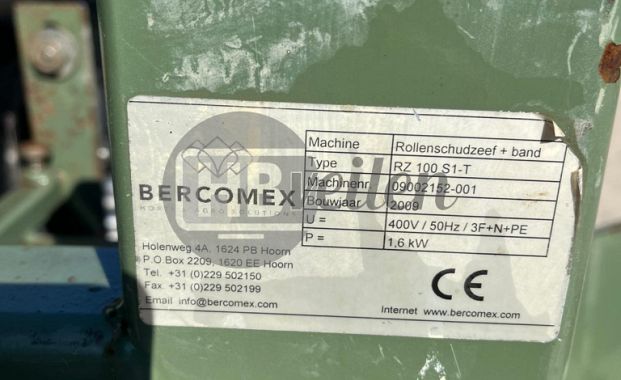 BERCOMEX
Holenweg 4A, 1624 PB Hoorn
P.O.Box 2209, 1620 EE Hoorn
Tel. +31 (0)229 502150
Fax. +31 (0)229 502199
Email info@bercomex.com
Machine Rollenschudzeef + band
Type RZ 100 S1-T
Machinenr. 09002152-001
Bouwjaar 2009
U = 400V / 50Hz / 3F+N+PE
P = 1.6 kW
CE
Internet www.bercomex.com